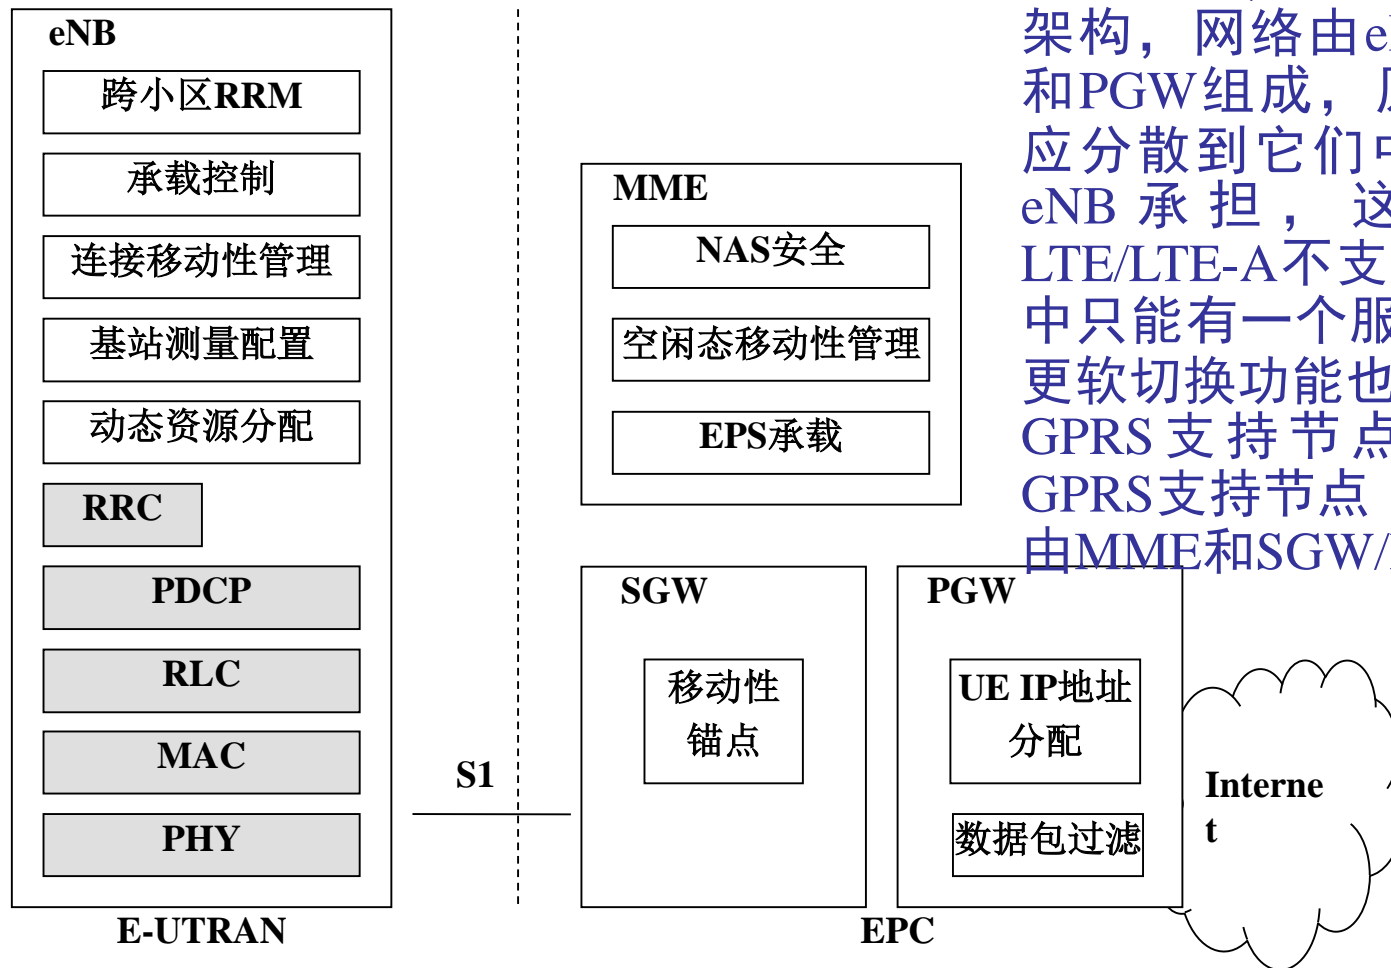 eNB
跨小区RRM
承载控制
连接移动性管理
基站测量配置
动态资源分配
RRC
PDCP
RLC
MAC
PHY
E-UTRAN
S1
MME
NAS安全
空闲态移动性管理
EPS承载
SGW
移动性
锚点
PGW
UE IP地址
分配
数据包过滤
EPC
Interne
t
架构，网络由e
和PGW组成，
应分散到它们
eNB承担，这
LTE/LTE-A不支
中只能有一个服
更软切换功能也
GPRS支持节点
GPRS支持节点
由MME和SGW/